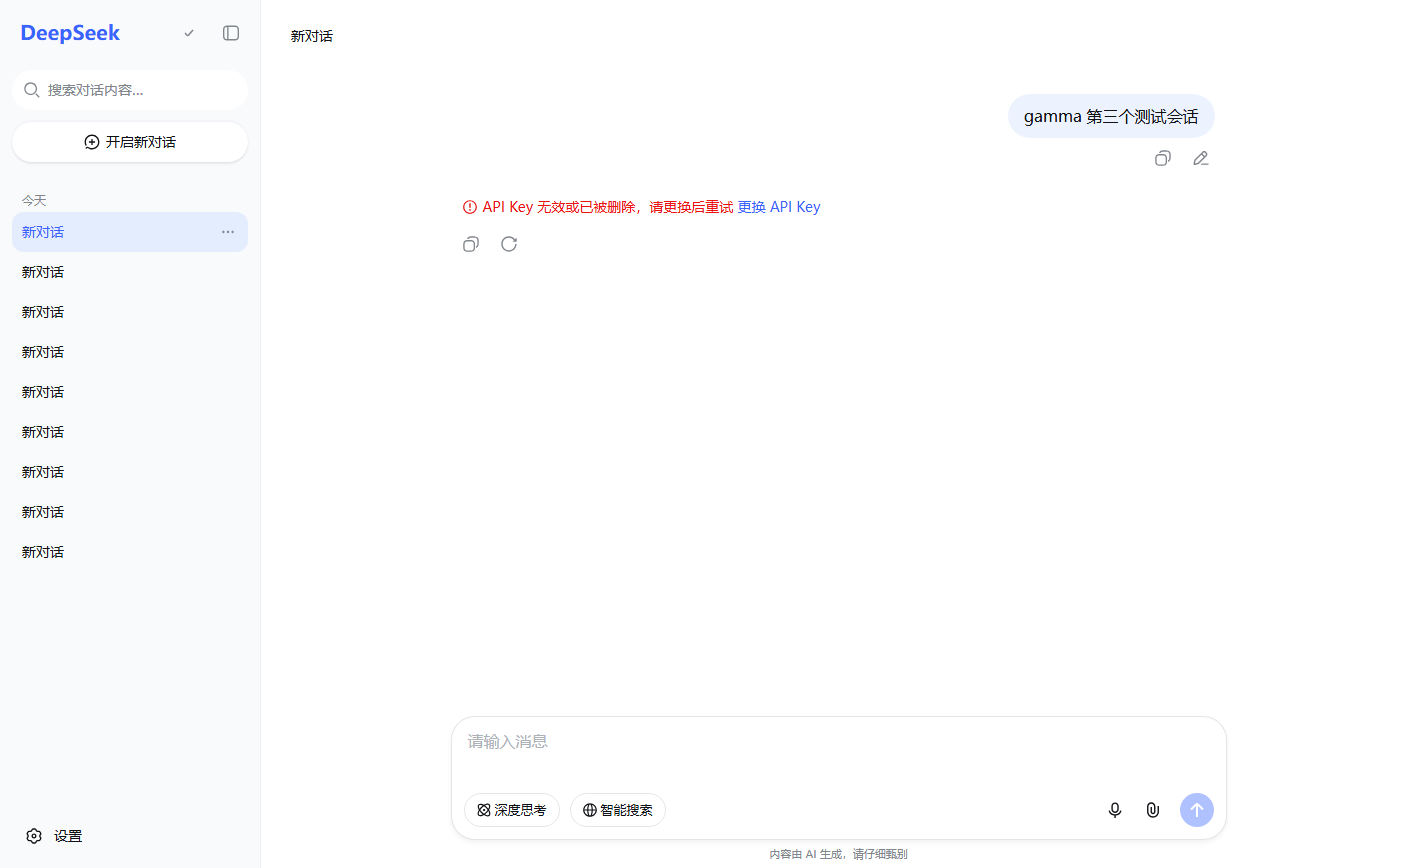 DeepSeek
搜索对话内容...
开启新对话
今天
新对话
新对话
新对话
新对话
新对话
新对话
新对话
新对话
新对话
设置
新对话
gamma 第三个测试会话
API Key 无效或已被删除，请更换后重试 更换 API Key
请输入消息
深度思考
智能搜索
内容由 AI 生成，请仔细甄别